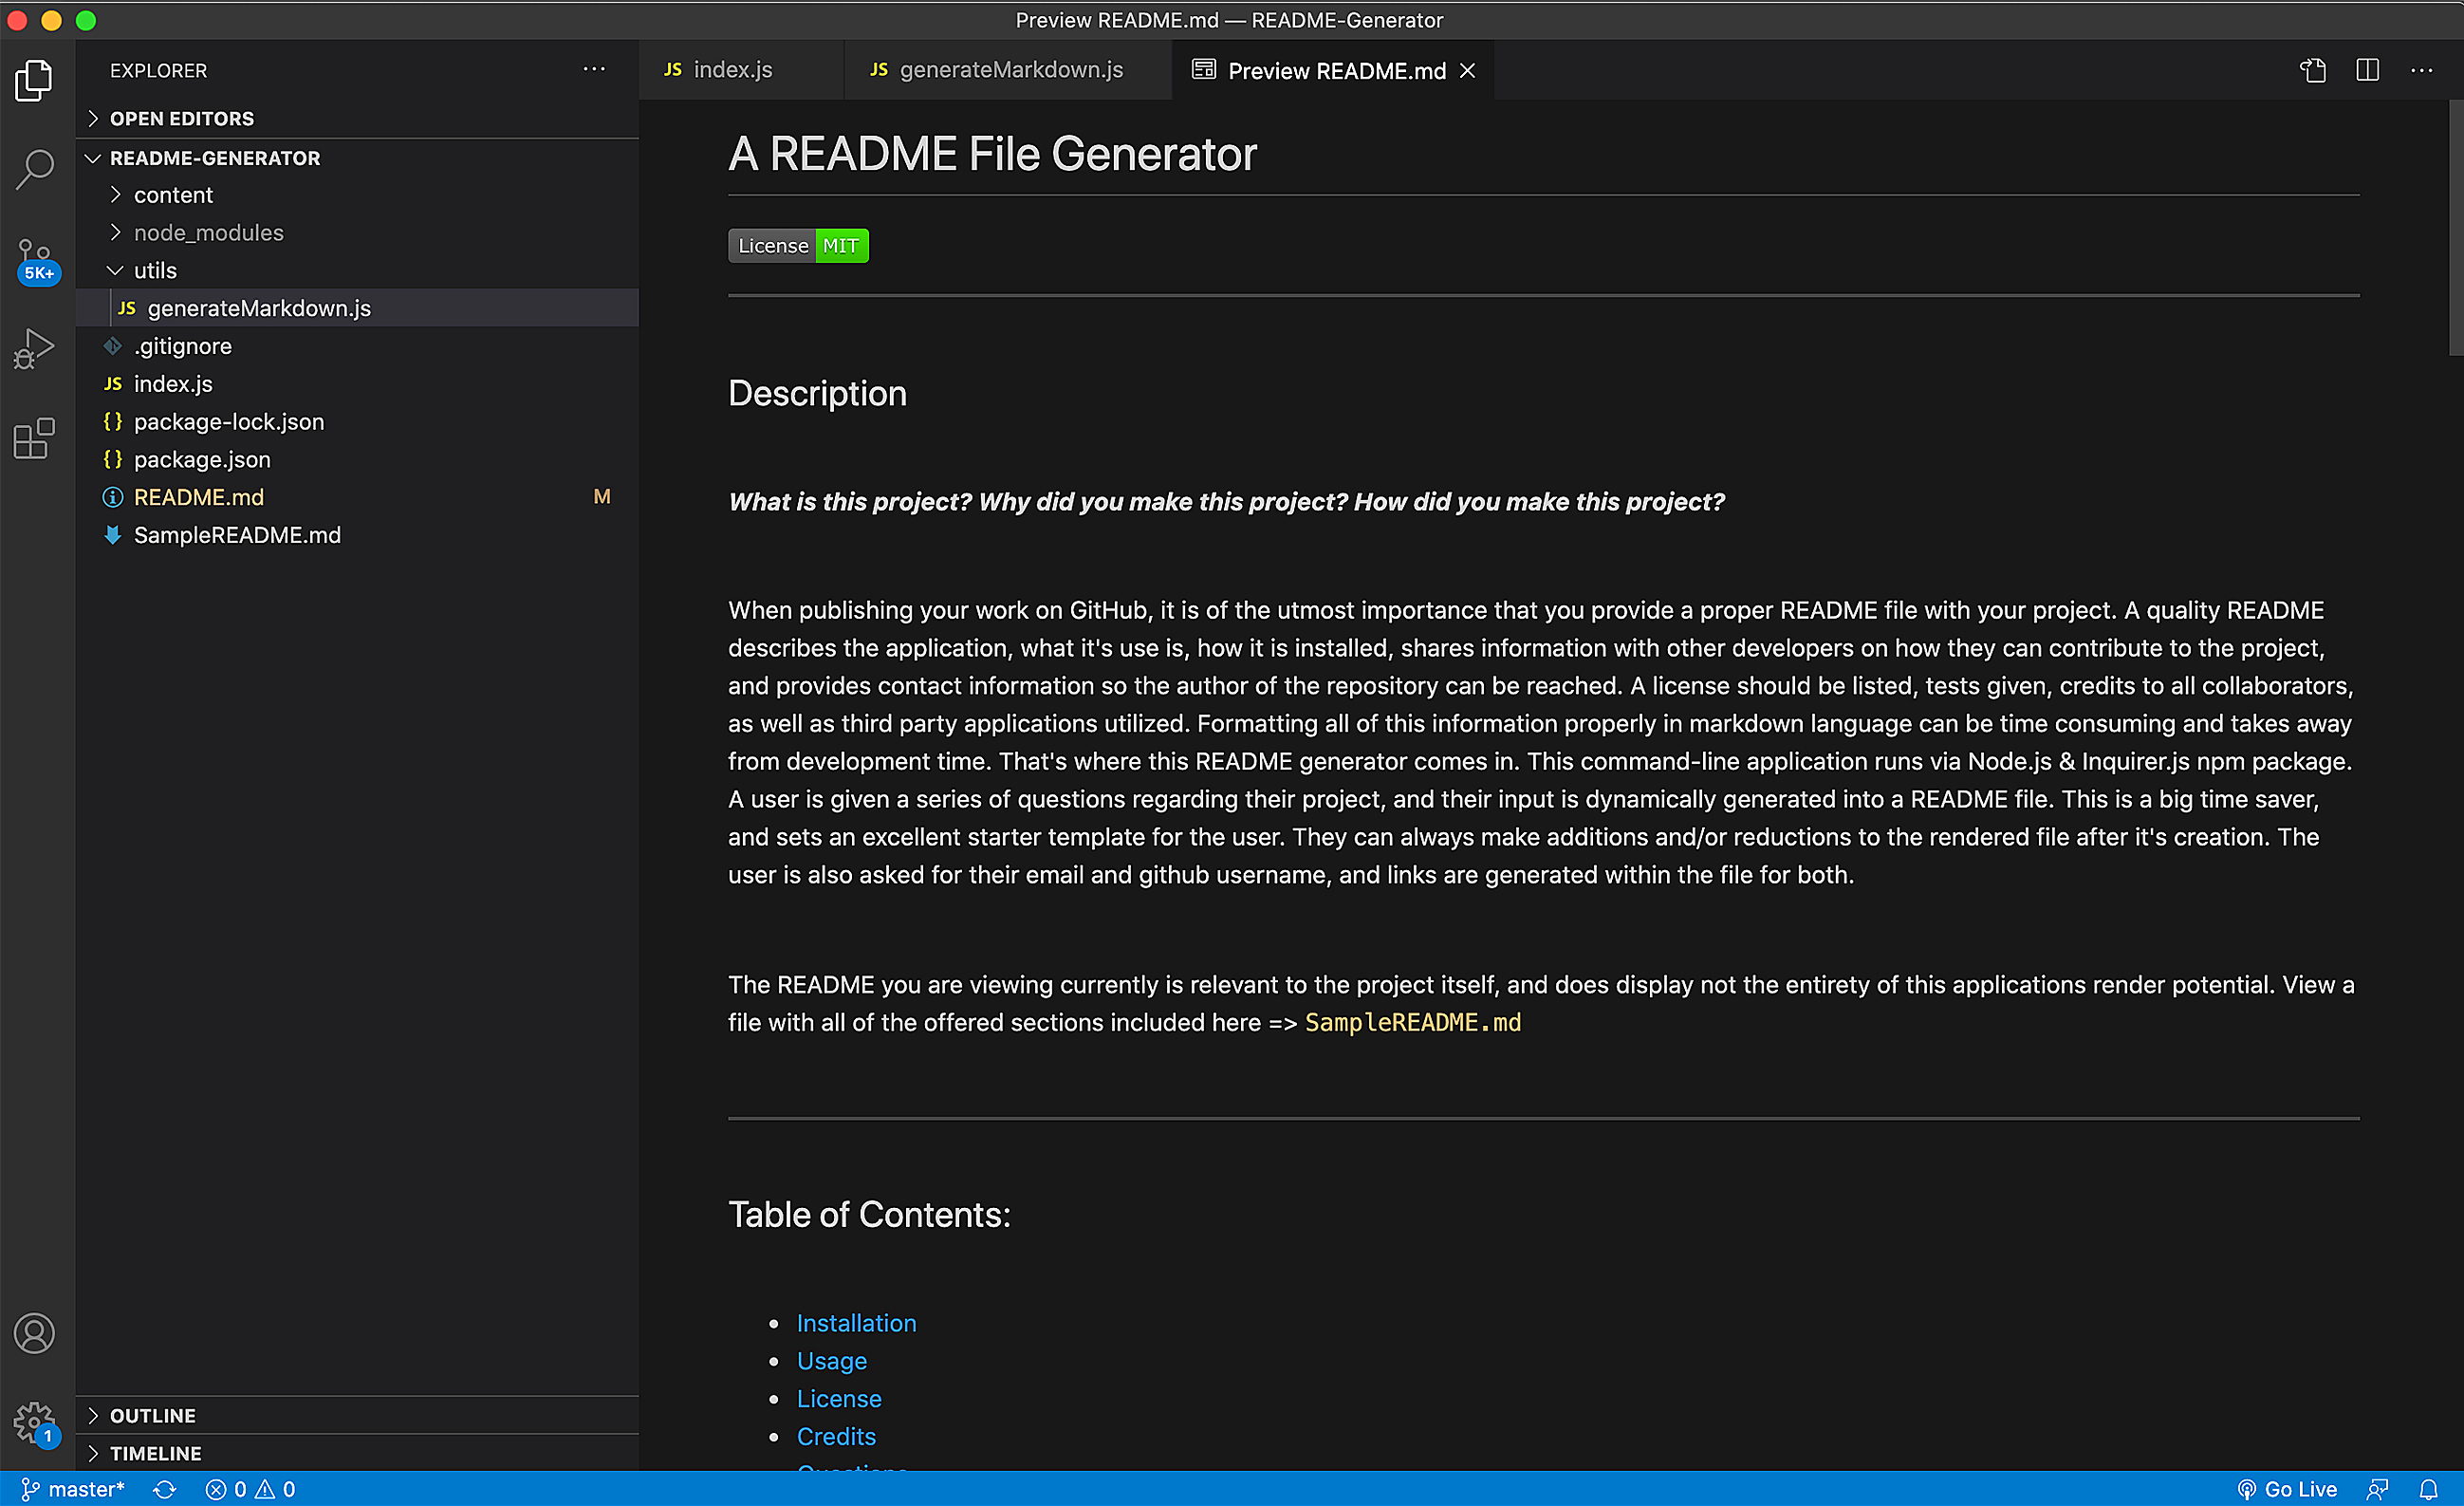 Preview README.md — README-Generator
EXPLORER
OPEN EDITORS
README-GENERATOR
content
node_modules
utils
JS generateMarkdown.js
.gitignore
JS index.js
{} package-lock.json
{} package.json
README.md M
SampleREADME.md
5K+
1
OUTLINE
TIMELINE
JS index.js
JS generateMarkdown.js
Preview README.md
A README File Generator
License MIT
Description
What is this project? Why did you make this project? How did you make this project?
When publishing your work on GitHub, it is of the utmost importance that you provide a proper README file with your project. A quality README
describes the application, what it's use is, how it is installed, shares information with other developers on how they can contribute to the project,
and provides contact information so the author of the repository can be reached. A license should be listed, tests given, credits to all collaborators,
as well as third party applications utilized. Formatting all of this information properly in markdown language can be time consuming and takes away
from development time. That's where this README generator comes in. This command-line application runs via Node.js & Inquirer.js npm package.
A user is given a series of questions regarding their project, and their input is dynamically generated into a README file. This is a big time saver,
and sets an excellent starter template for the user. They can always make additions and/or reductions to the rendered file after it's creation. The
user is also asked for their email and github username, and links are generated within the file for both.
The README you are viewing currently is relevant to the project itself, and does display not the entirety of this applications render potential. View a
file with all of the offered sections included here => SampleREADME.md
Table of Contents:
Installation
Usage
License
Credits
Questions
master*
0 0
Go Live